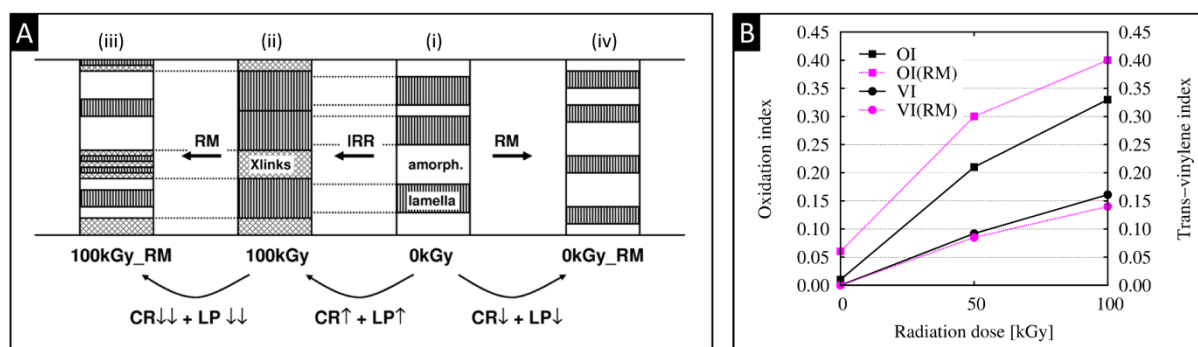 A
(iii) (ii) (i) (iv)
RM IRR RM
Xlinks amorph.
lamella
100kGy_RM 100kGy 0kGy 0kGy_RM
CR↓↓ + LP ↓↓ CR↑ + LP↑ CR↓ + LP↓
B
0.45 0.45
OI
0.40 0.40
OI(RM)
0.35 0.35
VI
VI(RM)
0.30 0.30
0.25 0.25
0.20 0.20
0.15 0.15
0.10 0.10
0.05 0.05
0.00 0.00
0 50 100
Oxidation index
Trans−vinylene index
Radiation dose [kGy]